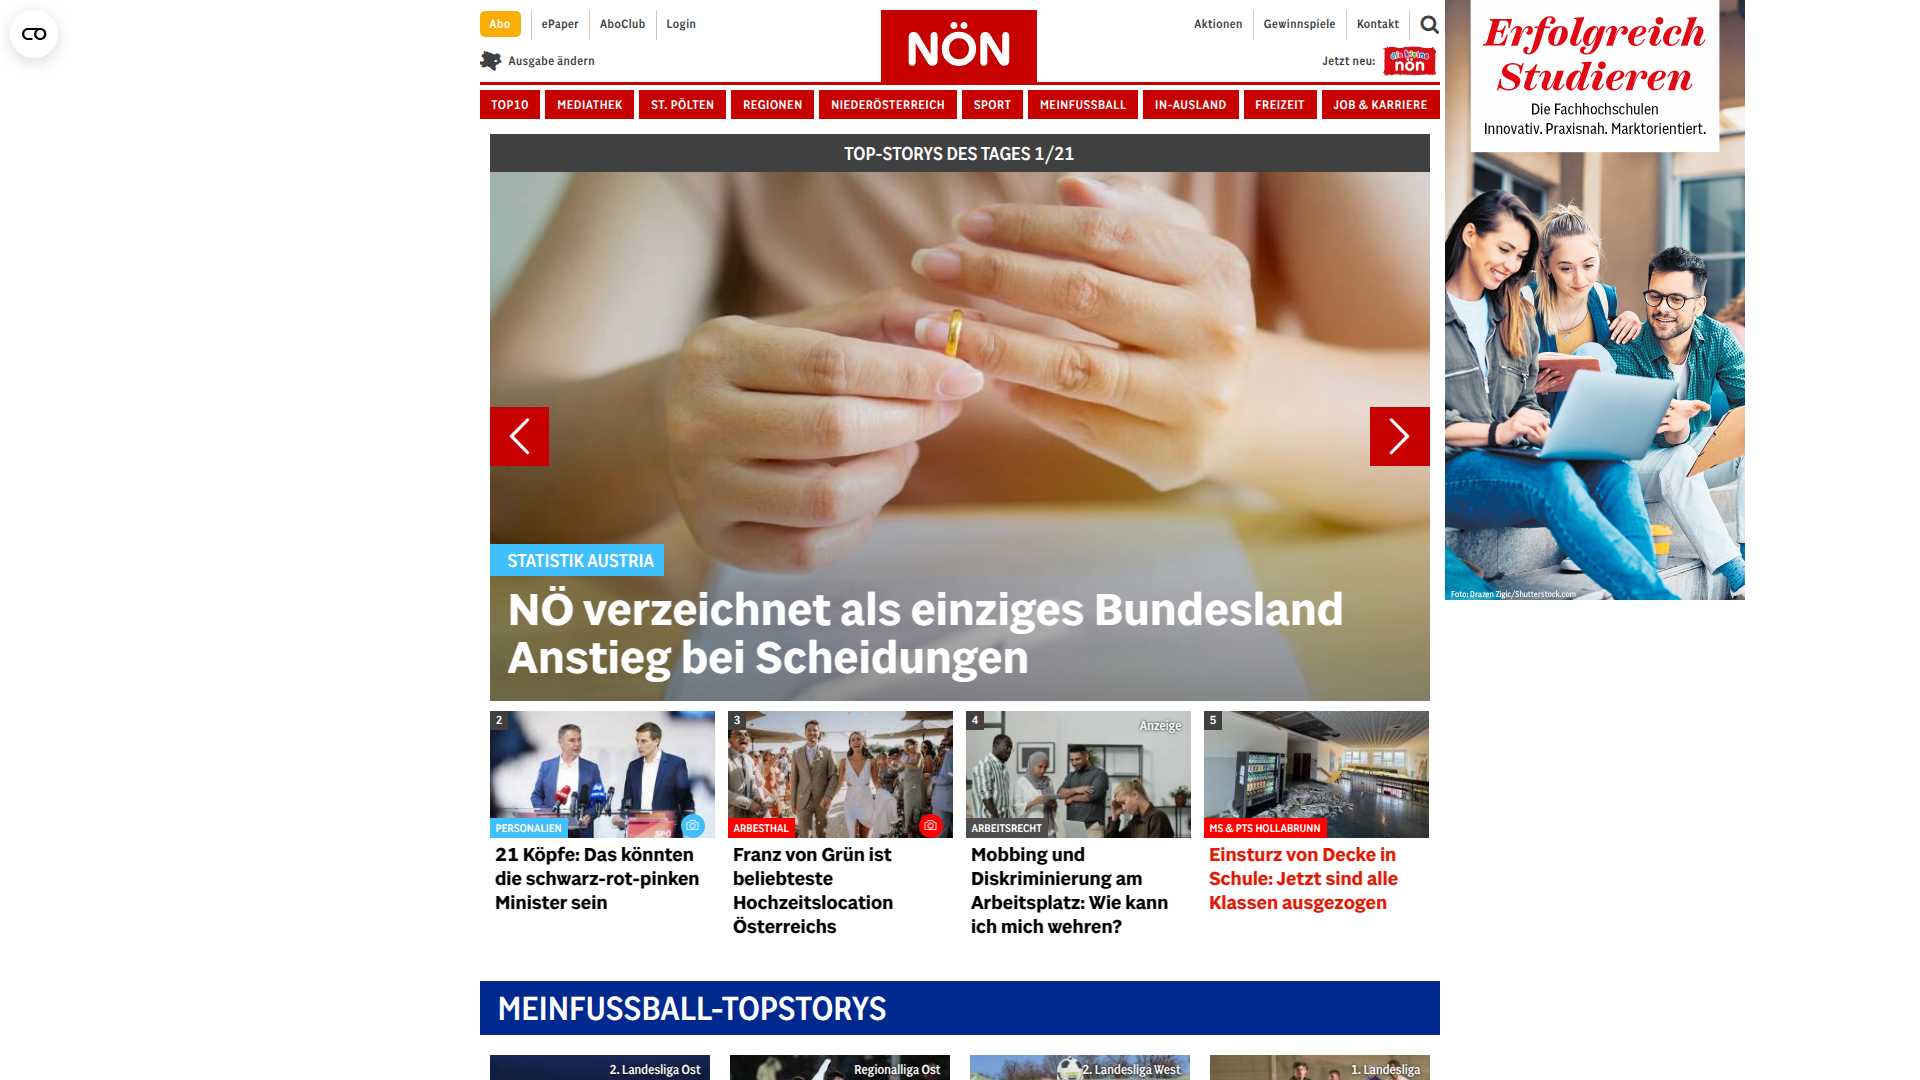 Abo
ePaper
AboClub
Login
NÖN
Aktionen
Gewinnspiele
Kontakt
Ausgabe ändern
Jetzt neu:
die kleine
nön
TOP10
MEDIATHEK
ST. PÖLTEN
REGIONEN
NIEDERÖSTERREICH
SPORT
MEINFUSSBALL
IN-AUSLAND
FREIZEIT
JOB & KARRIERE
Erfolgreich
Studieren
Die Fachhochschulen
Innovativ. Praxisnah. Marktorientiert.
Foto: Drazen Zigic/Shutterstock.com
TOP-STORYS DES TAGES 1/21
STATISTIK AUSTRIA
NÖ verzeichnet als einziges Bundesland
Anstieg bei Scheidungen
2
SPÖ
PERSONALIEN
21 Köpfe: Das könnten
die schwarz-rot-pinken
Minister sein
3
ARBESTHAL
Franz von Grün ist
beliebteste
Hochzeitslocation
Österreichs
4
Anzeige
ARBEITSRECHT
Mobbing und
Diskriminierung am
Arbeitsplatz: Wie kann
ich mich wehren?
5
MS & PTS HOLLABRUNN
Einsturz von Decke in
Schule: Jetzt sind alle
Klassen ausgezogen
MEINFUSSBALL-TOPSTORYS
2. Landesliga Ost
Regionalliga Ost
2. Landesliga West
1. Landesliga